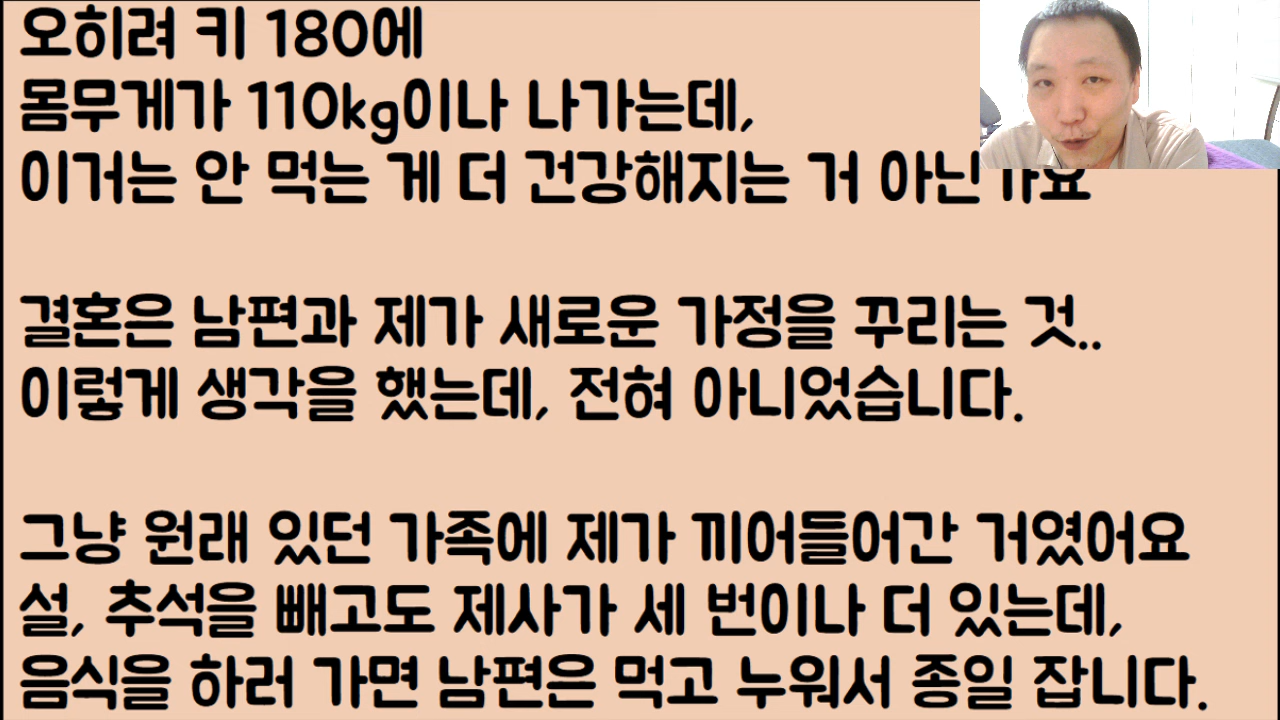 오히려 키 180에
몸무게가 110kg이나 나가는데,
이거는 안 먹는 게 더 건강해지는 거 아닌가요
결혼은 남편과 제가 새로운 가정을 꾸리는 것..
이렇게 생각을 했는데, 전혀 아니었습니다.
그냥 원래 있던 가족에 제가 끼어들어간 거였어요
설, 추석을 빼고도 제사가 세 번이나 더 있는데,
음식을 하러 가면 남편은 먹고 누워서 종일 잡니다.